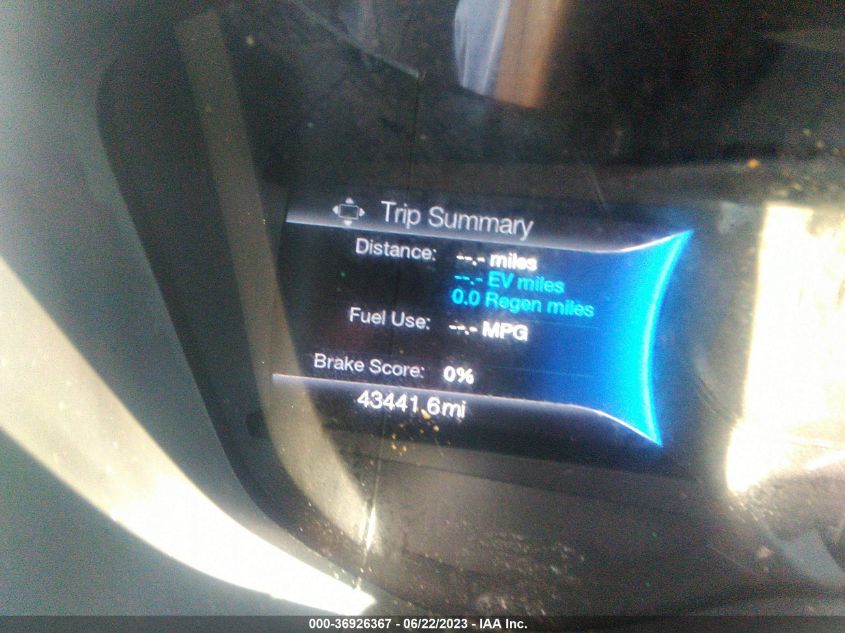 Trip Summary
Distance: --.- miles
--.- EV miles
0.0 Regen miles
Fuel Use: --.- MPG
Brake Score: 0%
43441.6mi
000-36926367 - 06/22/2023 - IAA Inc.